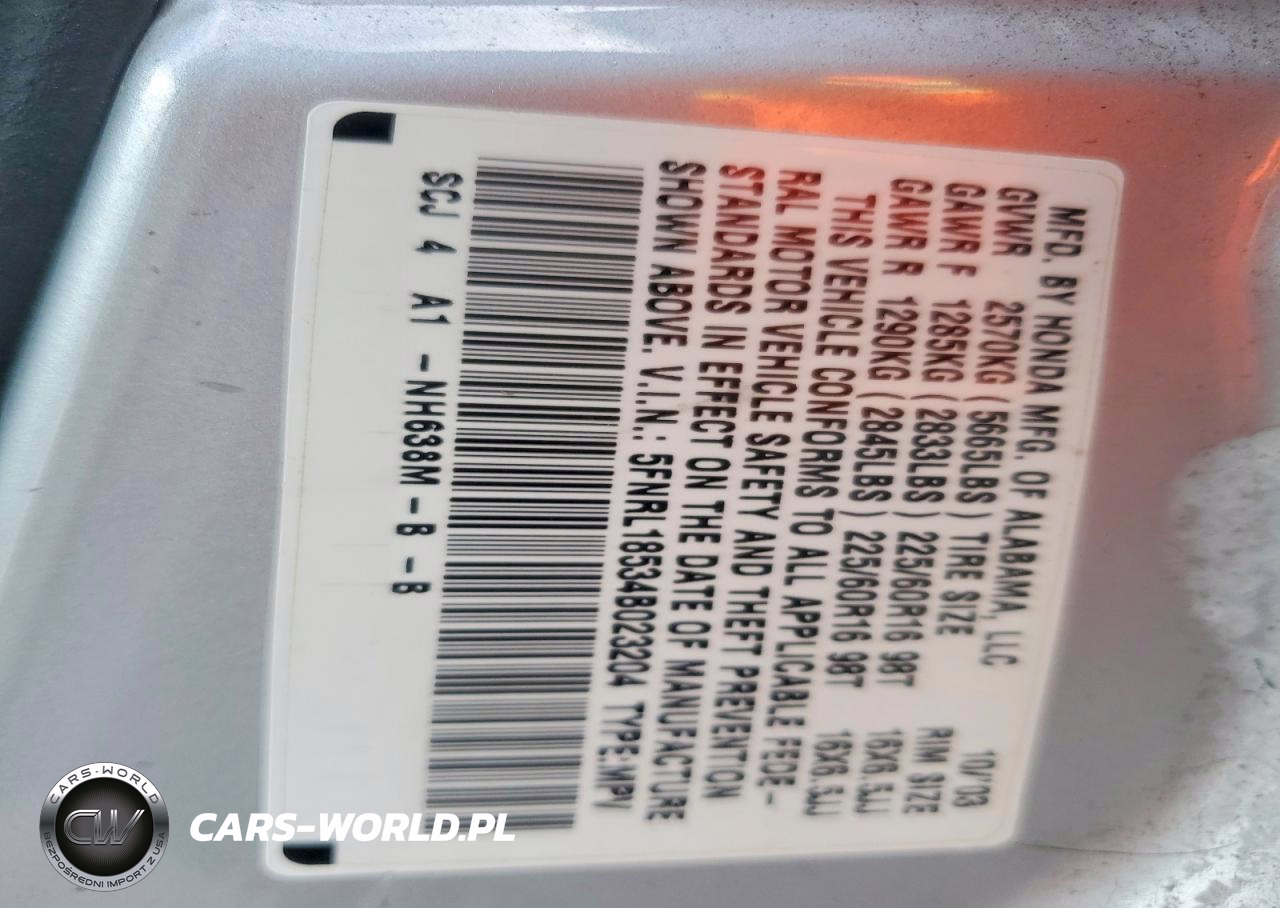 MFD. BY HONDA MFG. OF ALABAMA, LLC 10/03
GVWR 2570KG (5665LBS) TIRE SIZE RIM SIZE
GAWR F 1285KG (2833LBS) 225/60R16 98T 16X6.5JJ
GAWR R 1290KG (2845LBS) 225/60R16 98T 16X6.5JJ
THIS VEHICLE CONFORMS TO ALL APPLICABLE FEDE-
RAL MOTOR VEHICLE SAFETY AND THEFT PREVENTION
STANDARDS IN EFFECT ON THE DATE OF MANUFACTURE
SHOWN ABOVE. V.I.N.: 5FNRL18534B023204 TYPE:MPV
SCJ 4 A1 -NH638M-B-B
CARS-WORLD
CW
BEZPOŚREDNI IMPORT Z USA
CARS-WORLD.PL